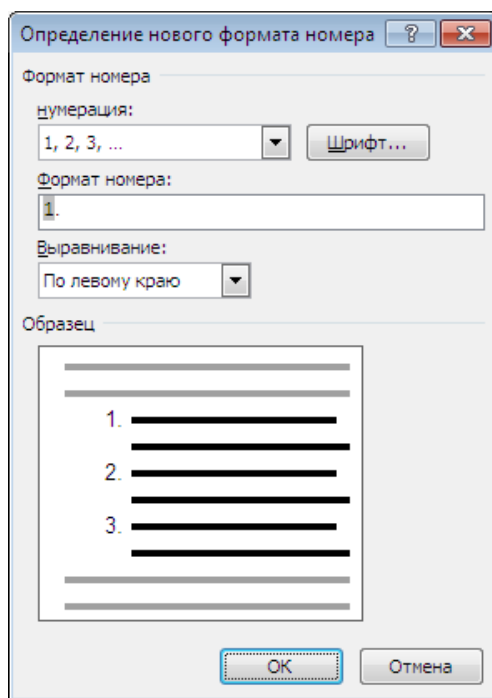 Определение нового формата номера
Формат номера
нумерация:
1, 2, 3, ...
Шрифт...
Формат номера:
1.
Выравнивание:
По левому краю
Образец
1.
2.
3.
ОК
Отмена